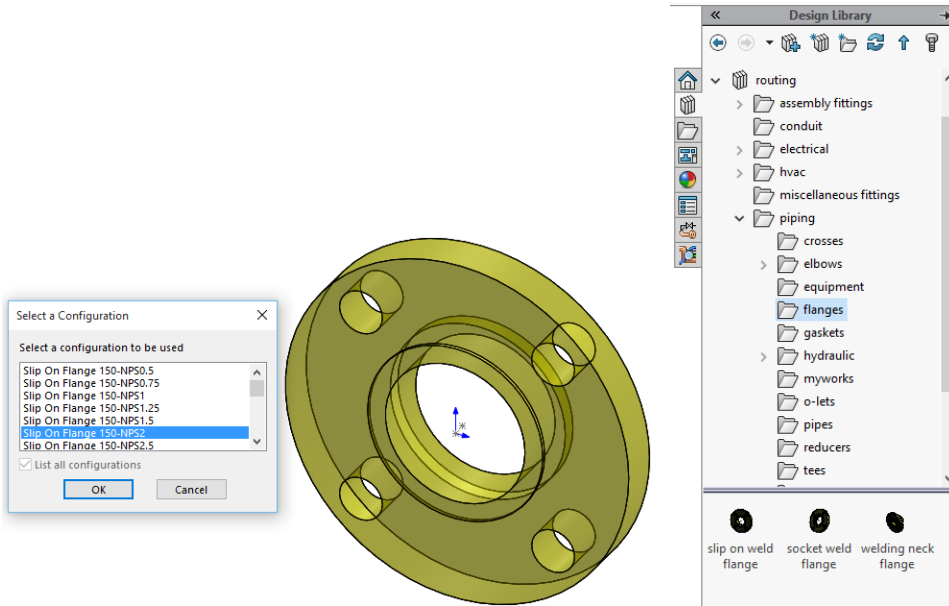 Select a Configuration
Select a configuration to be used
Slip On Flange 150-NPS0.5
Slip On Flange 150-NPS0.75
Slip On Flange 150-NPS1
Slip On Flange 150-NPS1.25
Slip On Flange 150-NPS1.5
Slip On Flange 150-NPS2
Slip On Flange 150-NPS2.5
List all configurations
OK Cancel
Design Library
routing
assembly fittings
conduit
electrical
hvac
miscellaneous fittings
piping
crosses
elbows
equipment
flanges
gaskets
hydraulic
myworks
o-lets
pipes
reducers
tees
slip on weld socket weld welding neck
flange flange flange